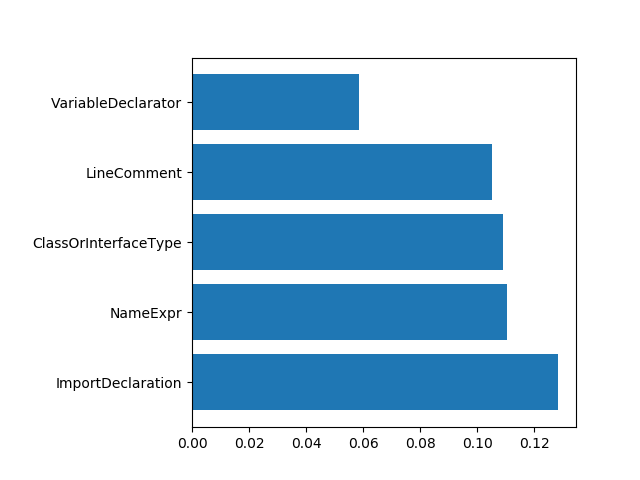 VariableDeclarator
LineComment
ClassOrInterfaceType
NameExpr
ImportDeclaration
0.00 0.02 0.04 0.06 0.08 0.10 0.12